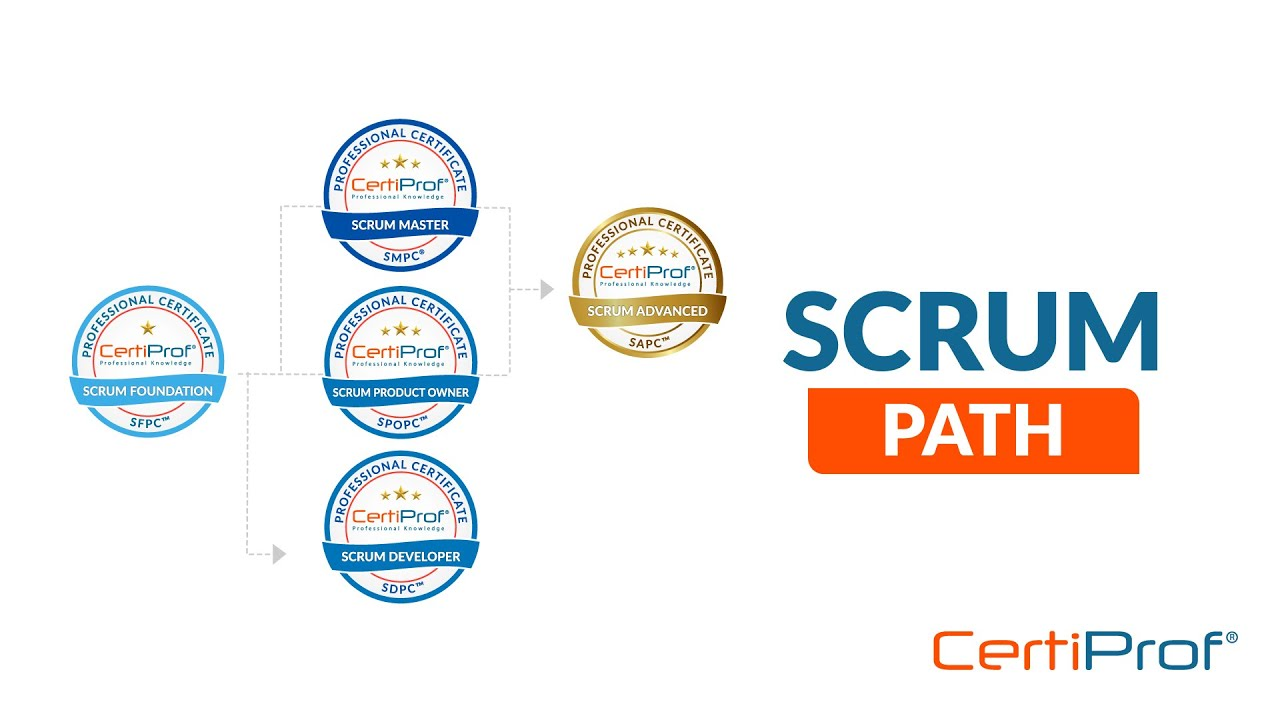 PROFESSIONAL CERTIFICATE
CertiProf®
Professional Knowledge
SCRUM MASTER
SMPC®
PROFESSIONAL CERTIFICATE
CertiProf®
Professional Knowledge
SCRUM ADVANCED
SAPC™
PROFESSIONAL CERTIFICATE
CertiProf®
Professional Knowledge
SCRUM FOUNDATION
SFPC™
PROFESSIONAL CERTIFICATE
CertiProf®
Professional Knowledge
SCRUM PRODUCT OWNER
SPOPC™
PROFESSIONAL CERTIFICATE
CertiProf®
Professional Knowledge
SCRUM DEVELOPER
SDPC™
SCRUM
PATH
CertiProf®